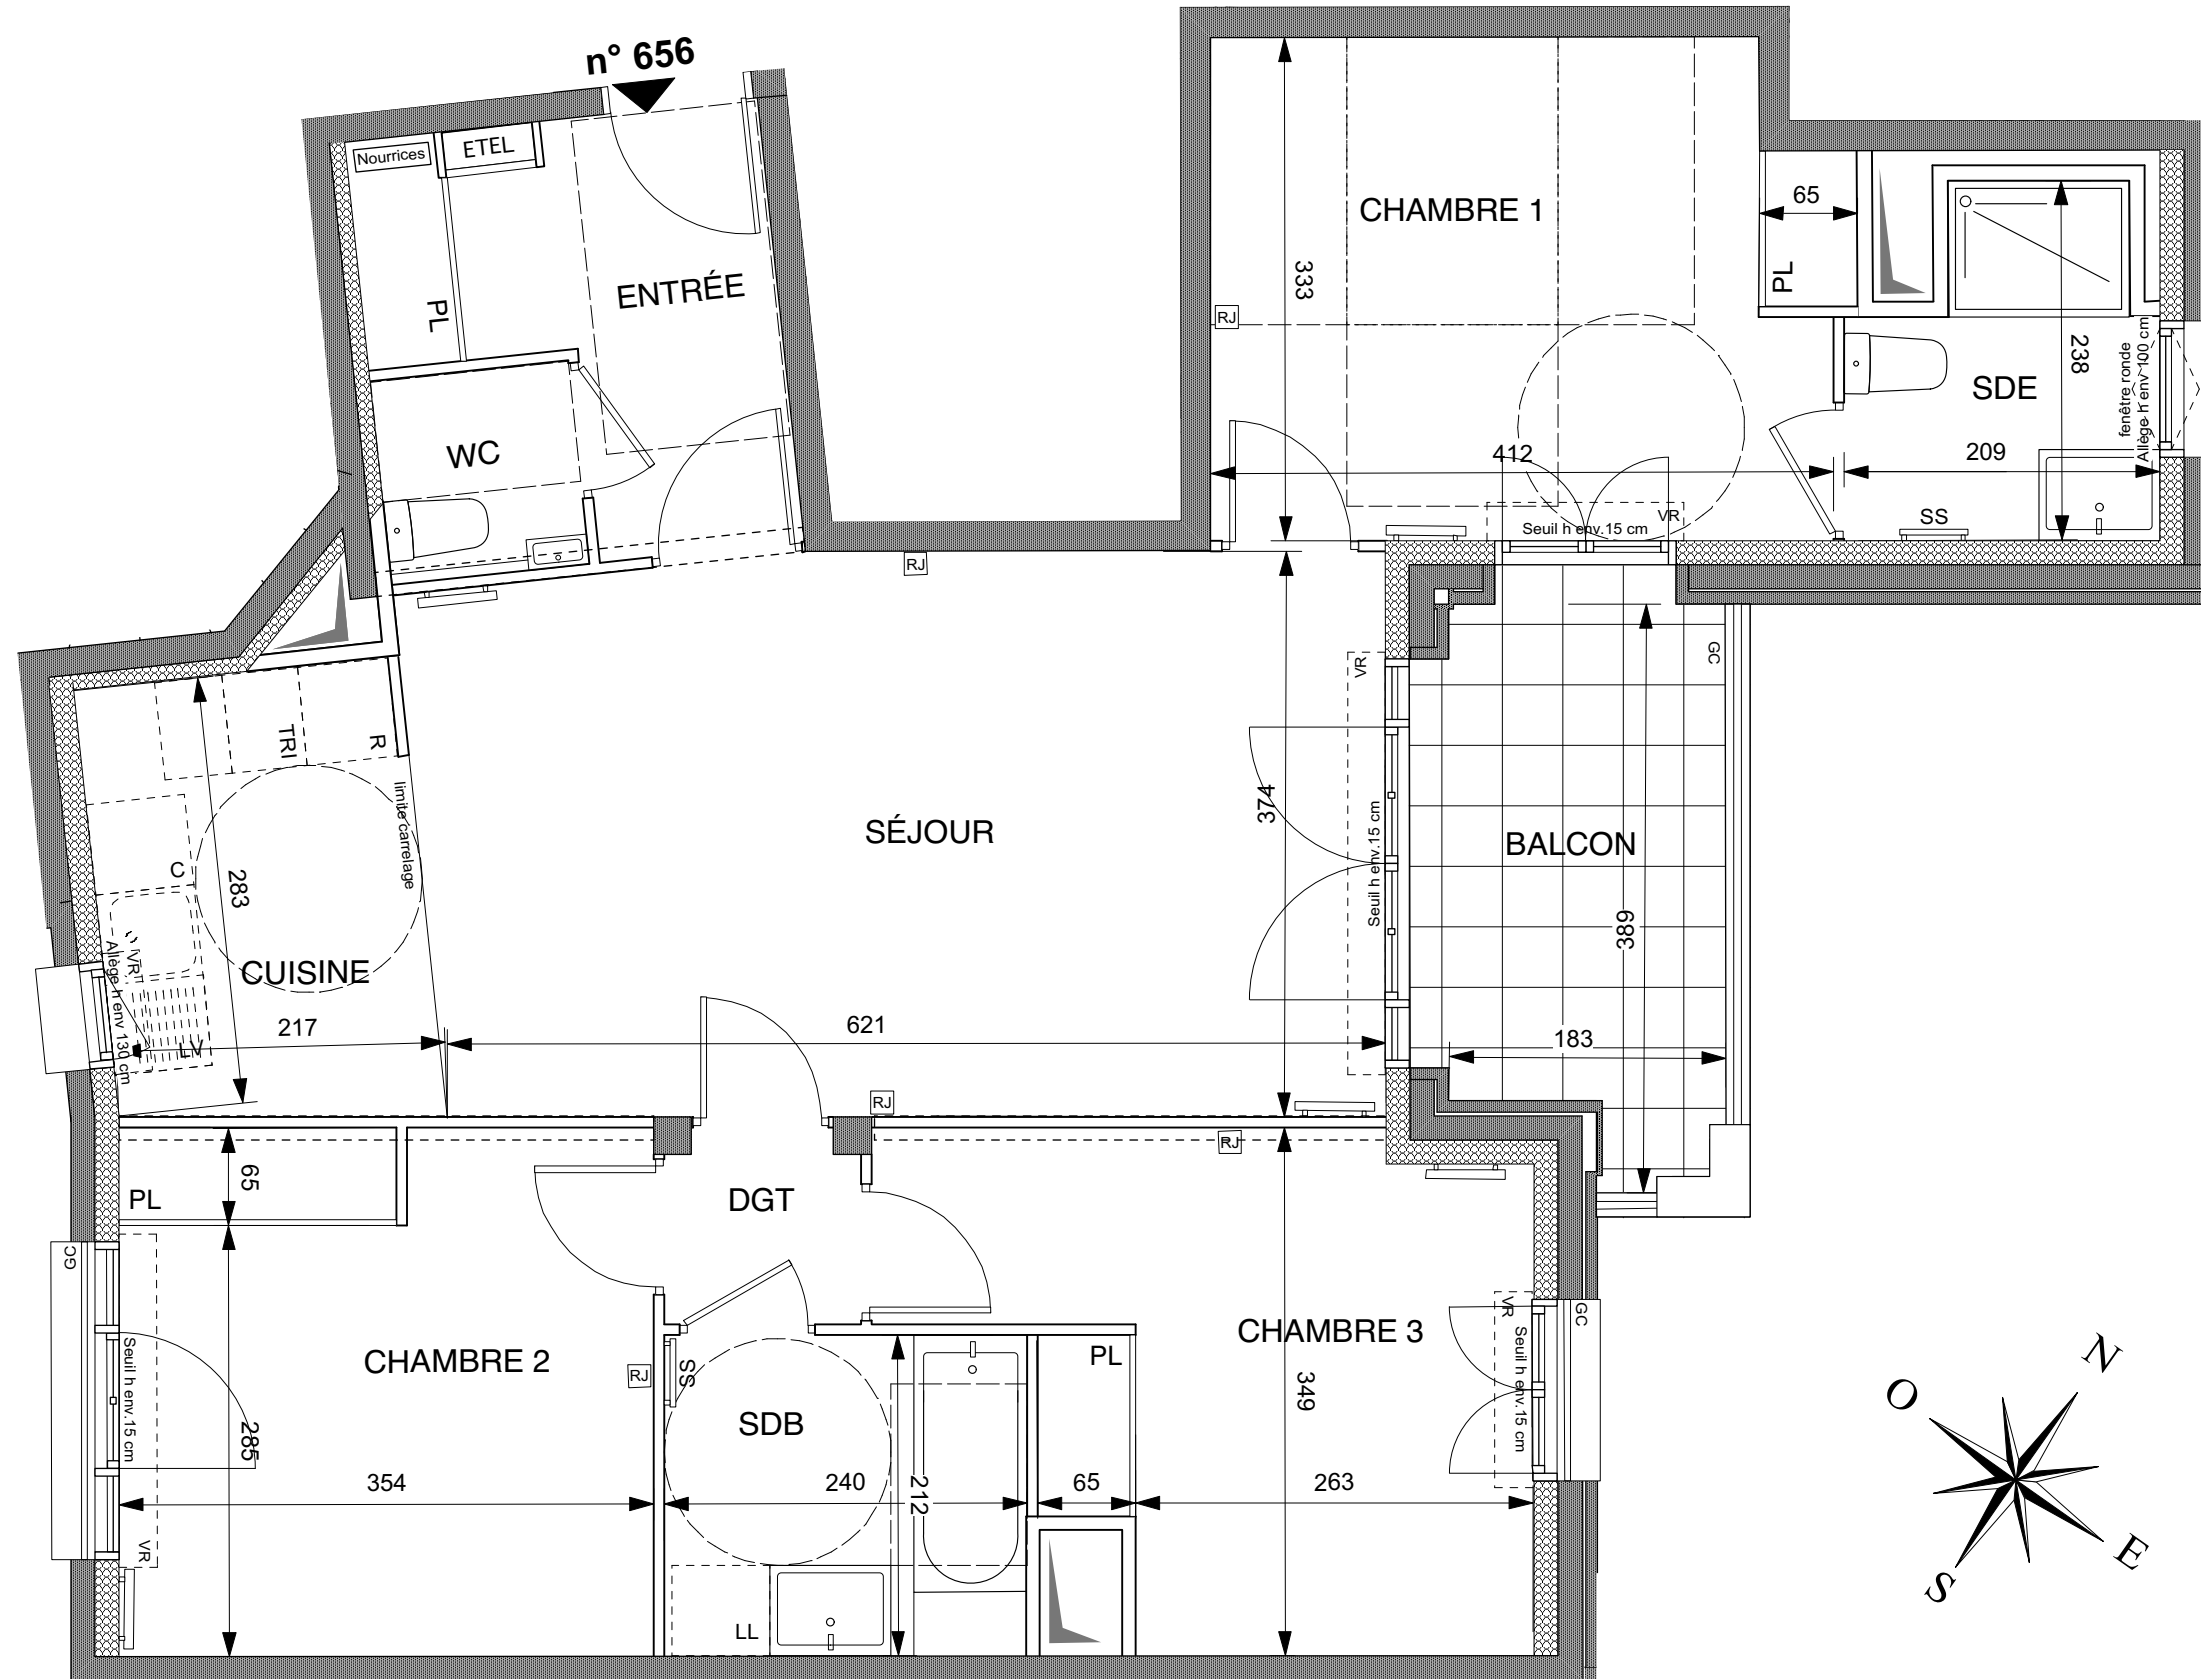 n° 656
Nourrices
ETEL
ENTRÉE
PL
WC
CHAMBRE 1
333
RJ
65
PL
238
SDE
fenêtre ronde
Allège h env 100 cm
412
209
SS
Seuil h env.15 cm
VR
RJ
GC
VR
TRI
R
limite carrelage
SÉJOUR
374
Seuil h env.15 cm
BALCON
389
C
283
VR
Allège h env 130 cm
CUISINE
LV
217
621
183
RJ
RJ
65
PL
DGT
GC
Seuil h env.15 cm
CHAMBRE 2
RJ
SS
SDB
PL
CHAMBRE 3
349
VR
GC
Seuil h env.15 cm
285
354
240
212
65
263
VR
LL
N
O
E
S